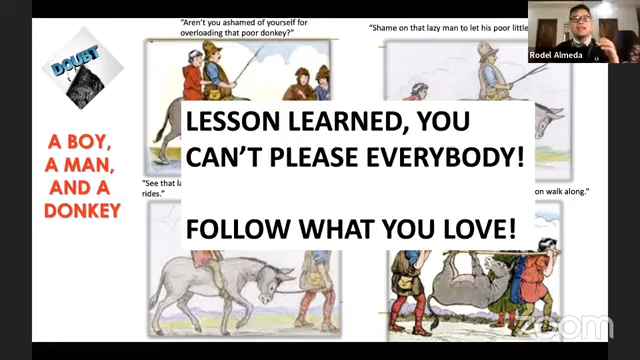 "Aren't you ashamed of yourself for
overloading that poor donkey?"
"Shame on that lazy man to let his poor little
Rodel Almeda
DOUBT
A BOY,
A MAN,
AND A
DONKEY
LESSON LEARNED, YOU
CAN'T PLEASE EVERYBODY!
FOLLOW WHAT YOU LOVE!
"See that la
rides."
on walk along."
zoom